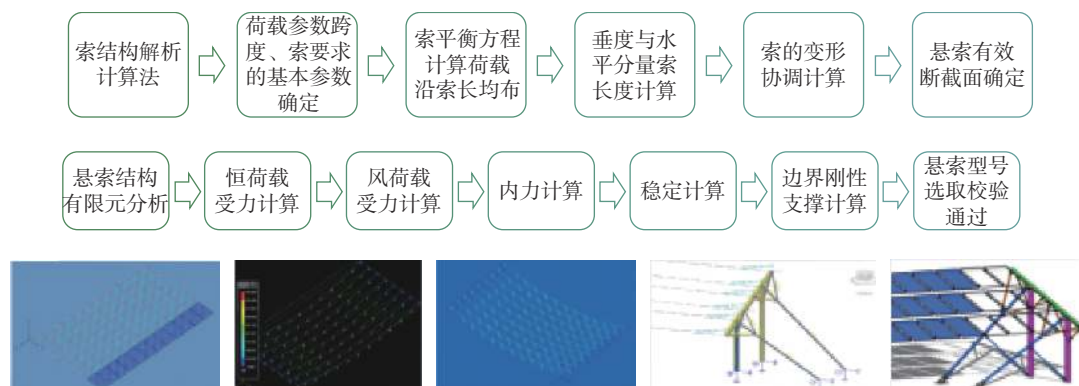 索结构解析
计算法
荷载参数跨
度、索要求
的基本参数
确定
索平衡方程
计算荷载
沿索长均布
垂度与水
平分量索
长度计算
索的变形
协调计算
悬索有效
断截面确定
悬索结构
有限元分析
恒荷载
受力计算
风荷载
受力计算
内力计算
稳定计算
边界刚性
支撑计算
悬索型号
选取校验
通过